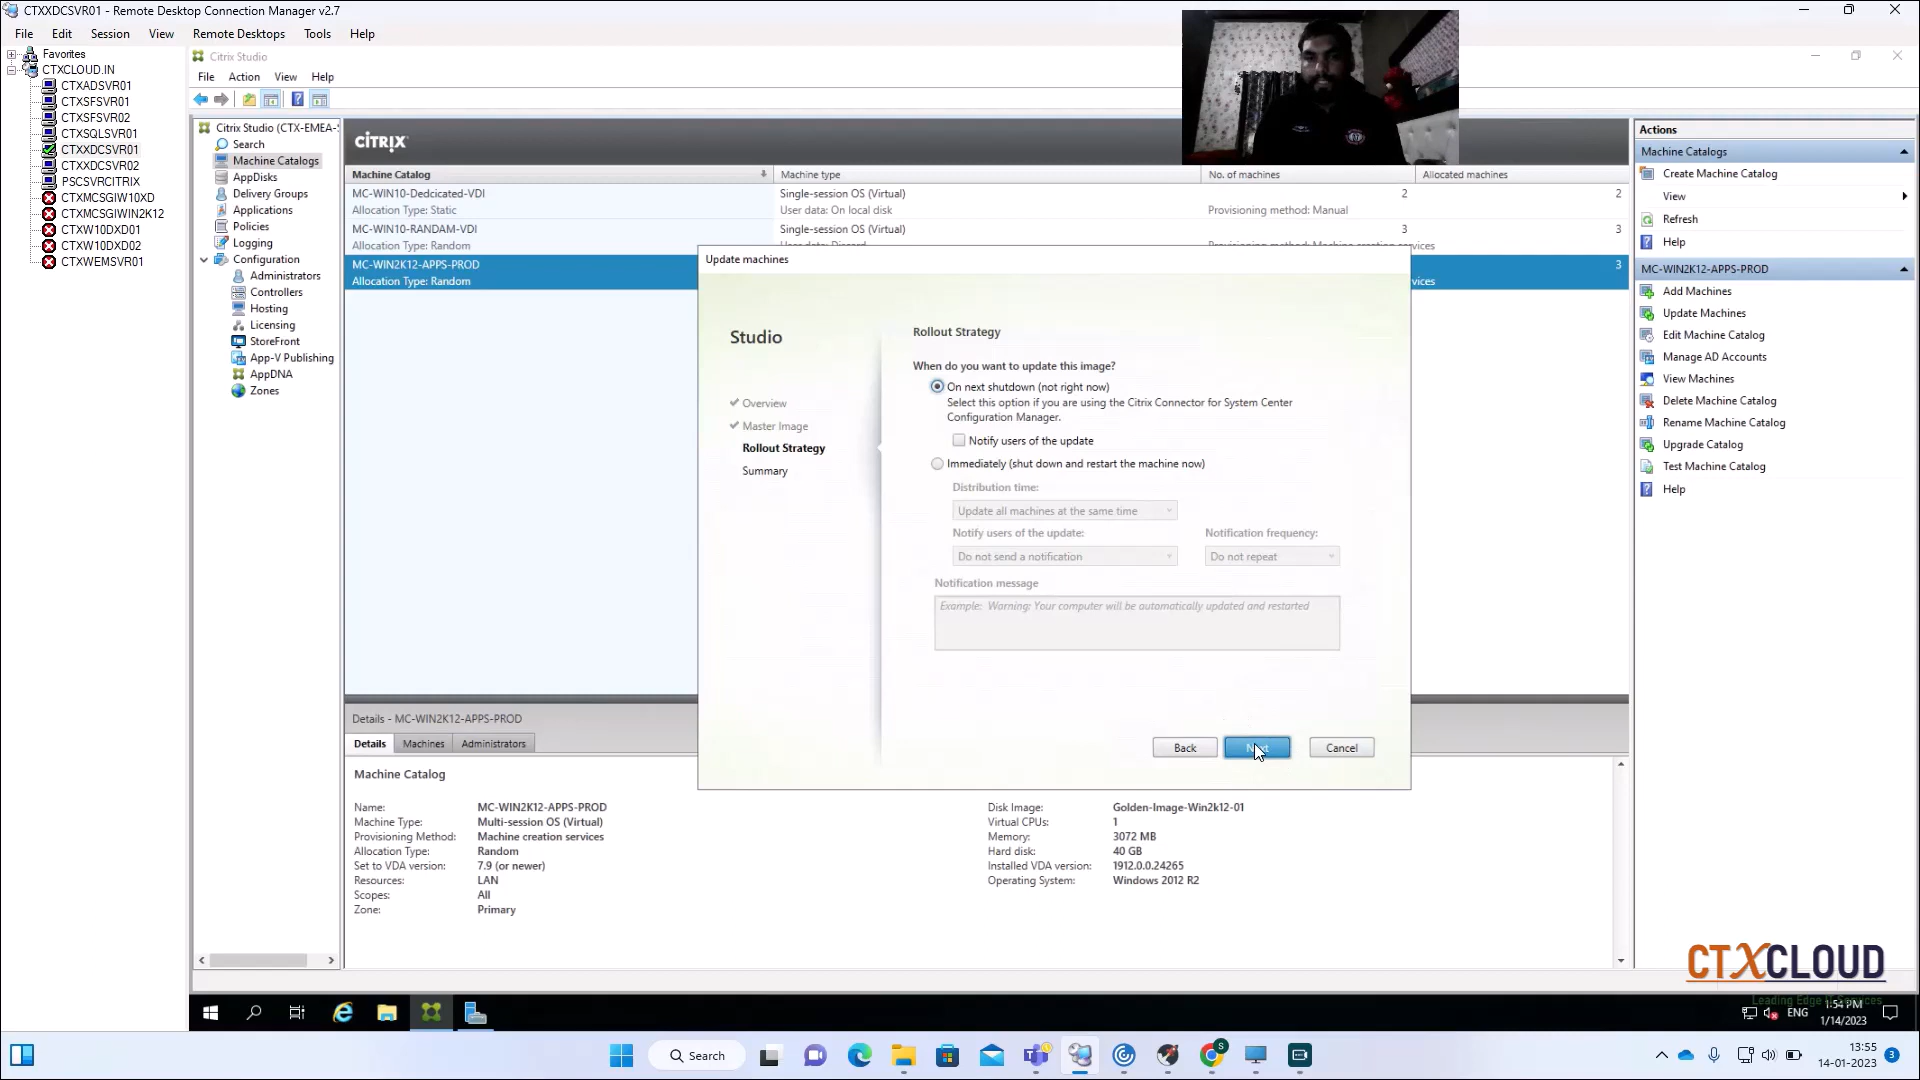 CTXXDCSVR01 - Remote Desktop Connection Manager v2.7
File Edit Session View Remote Desktops Tools Help
Favorites
CTXCLOUD.IN
CTXADSVR01
CTXSFSVR01
CTXSFSVR02
CTXSQLSVR01
CTXXDCSVR01
CTXXDCSVR02
PSCSVRCITRIX
CTXMCSGIW10XD
CTXMCSGIWIN2K12
CTXW10DXD01
CTXW10DXD02
CTXWEMSVR01
Citrix Studio
File Action View Help
Citrix Studio (CTX-EMEA-
Search
Machine Catalogs
AppDisks
Delivery Groups
Applications
Policies
Logging
Configuration
Administrators
Controllers
Hosting
Licensing
StoreFront
App-V Publishing
AppDNA
Zones
CITRIX
Machine Catalog Machine type No. of machines Allocated machines
MC-WIN10-Dedcicated-VDI Single-session OS (Virtual) 2 2
Allocation Type: Static User data: On local disk Provisioning method: Manual
MC-WIN10-RANDAM-VDI Single-session OS (Virtual) 3 3
Allocation Type: Random User data: Discard Provisioning method: Machine creation services
MC-WIN2K12-APPS-PROD 3
Allocation Type: Random vices
Update machines
Studio
Overview
Master Image
Rollout Strategy
Summary
Rollout Strategy
When do you want to update this image?
On next shutdown (not right now)
Select this option if you are using the Citrix Connector for System Center
Configuration Manager.
Notify users of the update
Immediately (shut down and restart the machine now)
Distribution time:
Update all machines at the same time
Notify users of the update: Notification frequency:
Do not send a notification Do not repeat
Notification message
Example: Warning: Your computer will be automatically updated and restarted
Back Next Cancel
Details - MC-WIN2K12-APPS-PROD
Details Machines Administrators
Machine Catalog
Name: MC-WIN2K12-APPS-PROD
Machine Type: Multi-session OS (Virtual)
Provisioning Method: Machine creation services
Allocation Type: Random
Set to VDA version: 7.9 (or newer)
Resources: LAN
Scopes: All
Zone: Primary
Disk Image: Golden-Image-Win2k12-01
Virtual CPUs: 1
Memory: 3072 MB
Hard disk: 40 GB
Installed VDA version: 1912.0.0.24265
Operating System: Windows 2012 R2
Actions
Machine Catalogs
Create Machine Catalog
View
Refresh
Help
MC-WIN2K12-APPS-PROD
Add Machines
Update Machines
Edit Machine Catalog
Manage AD Accounts
View Machines
Delete Machine Catalog
Rename Machine Catalog
Upgrade Catalog
Test Machine Catalog
Help
CTXCLOUD
Leading Edge IT Services
ENG
1:54 PM
1/14/2023
Search
13:55
14-01-2023
3